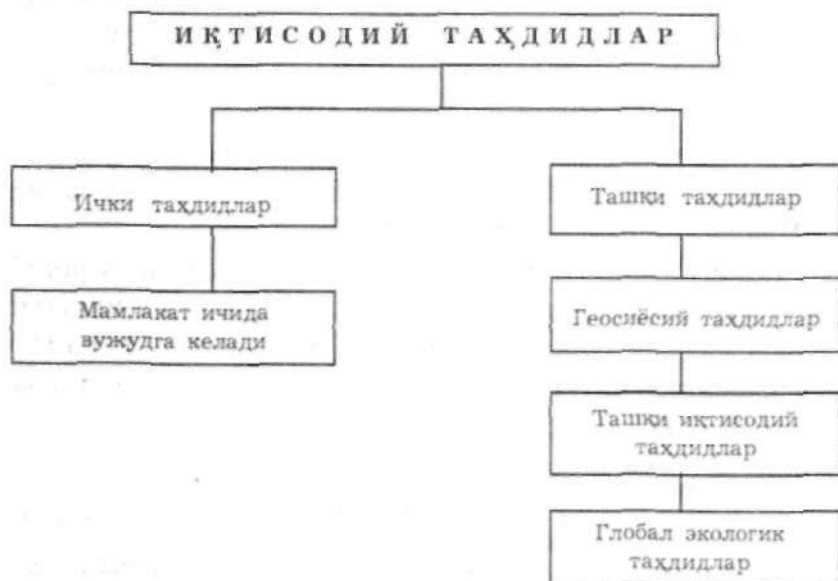 ИҚТИСОДИЙ ТАҲДИДЛАР
Ички таҳдидлар
Мамлакат ичида
вужудга келади
Ташқи таҳдидлар
Геосиёсий таҳдидлар
Ташқи иқтисодий
таҳдидлар
Глобал экологик
таҳдидлар